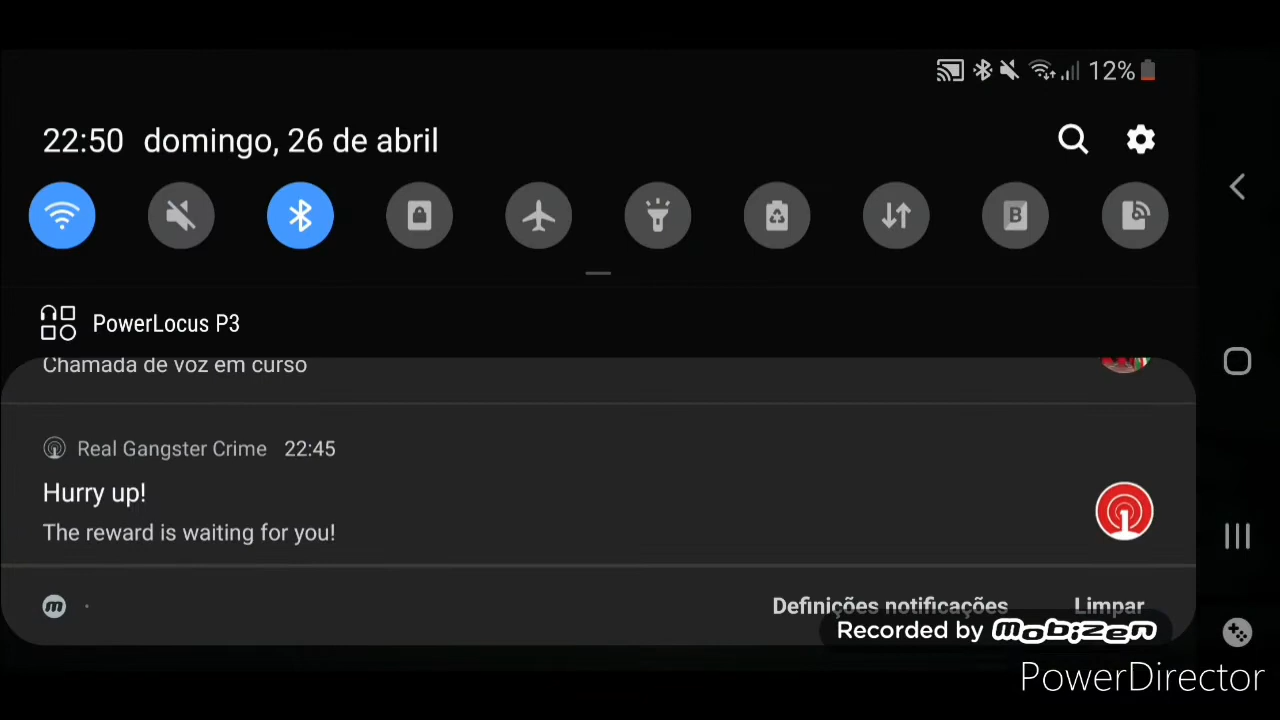 12%
22:50 domingo, 26 de abril
B
PowerLocus P3
Chamada de voz em curso
Real Gangster Crime 22:45
Hurry up!
The reward is waiting for you!
m
Definições notificações Limpar
Recorded by mobizen
PowerDirector